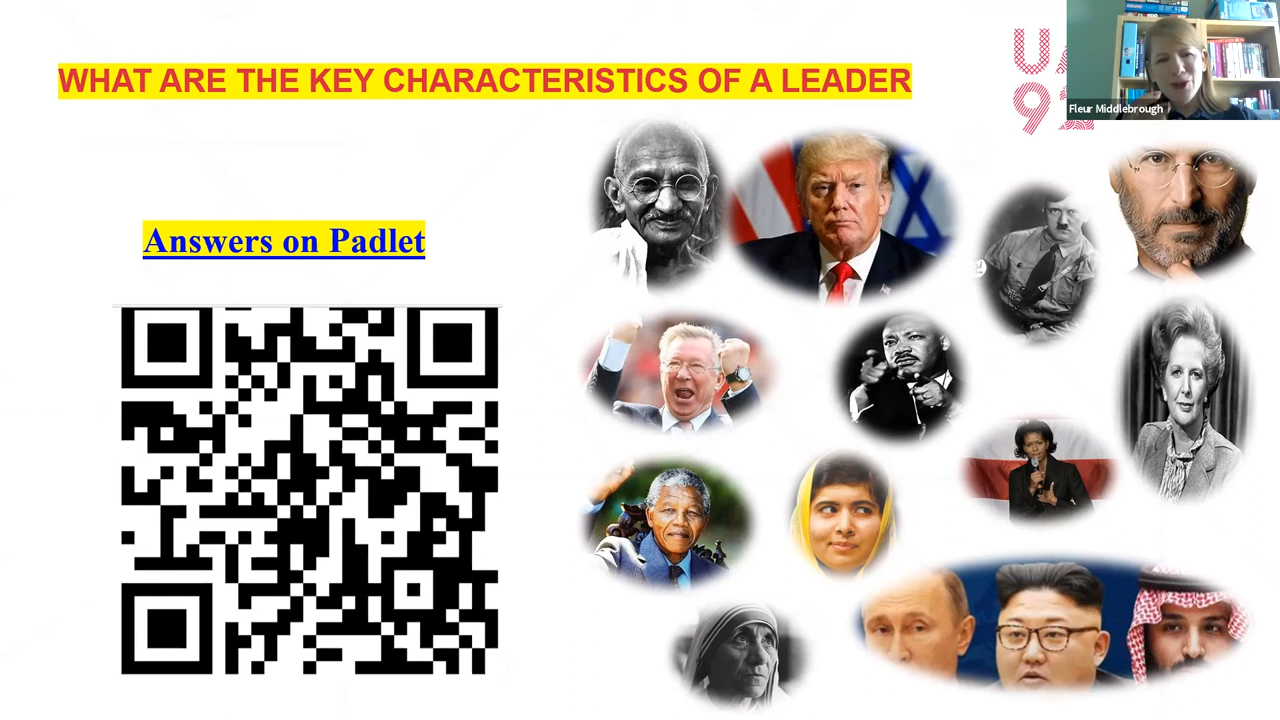 WHAT ARE THE KEY CHARACTERISTICS OF A LEADER
Fleur Middlebrough
Answers on Padlet